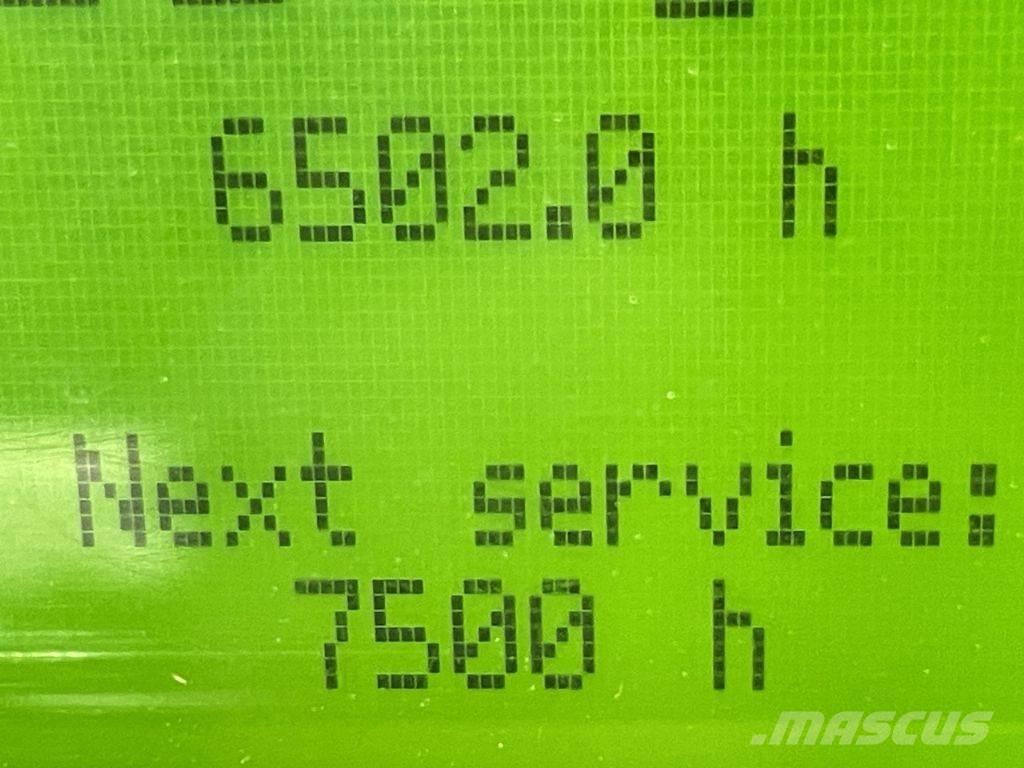 6502.0 h
Next service:
7500 h
.MASCUS